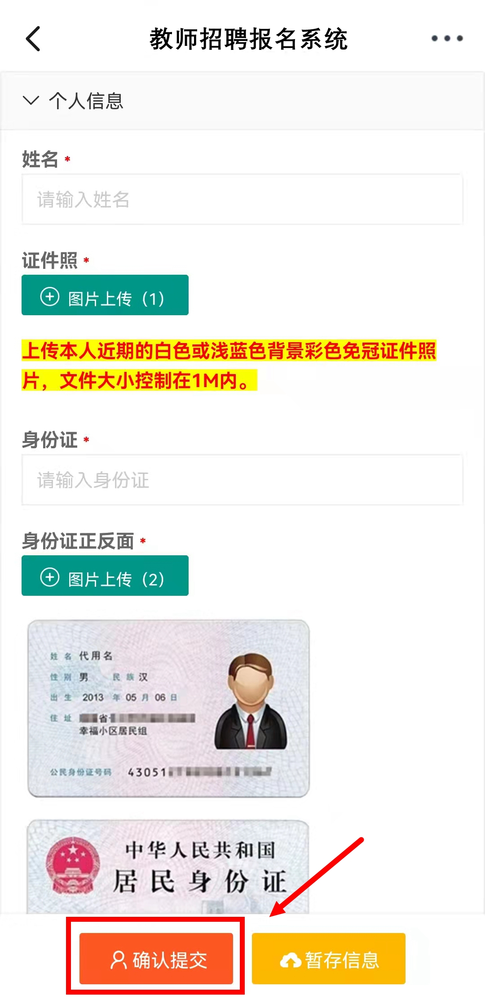 教师招聘报名系统
个人信息
姓名 *
请输入姓名
证件照 *
图片上传（1）
上传本人近期的白色或浅蓝色背景彩色免冠证件照
片，文件大小控制在1M内。
身份证 *
请输入身份证
身份证正反面 *
图片上传（2）
姓 名 代用名
性 别 男 民 族 汉
出 生 2013 年 05 月 06 日
住 址 省
幸福小区居民组
公民身份证号码 43051
中华人民共和国
居民身份证
确认提交
暂存信息